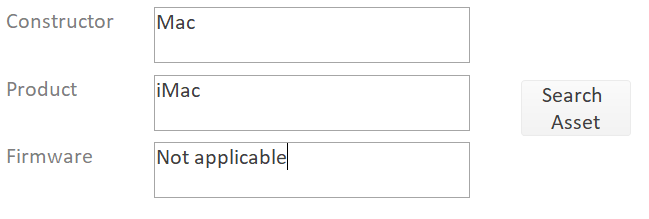 Constructor Mac
Product iMac
Search
Asset
Firmware Not applicable